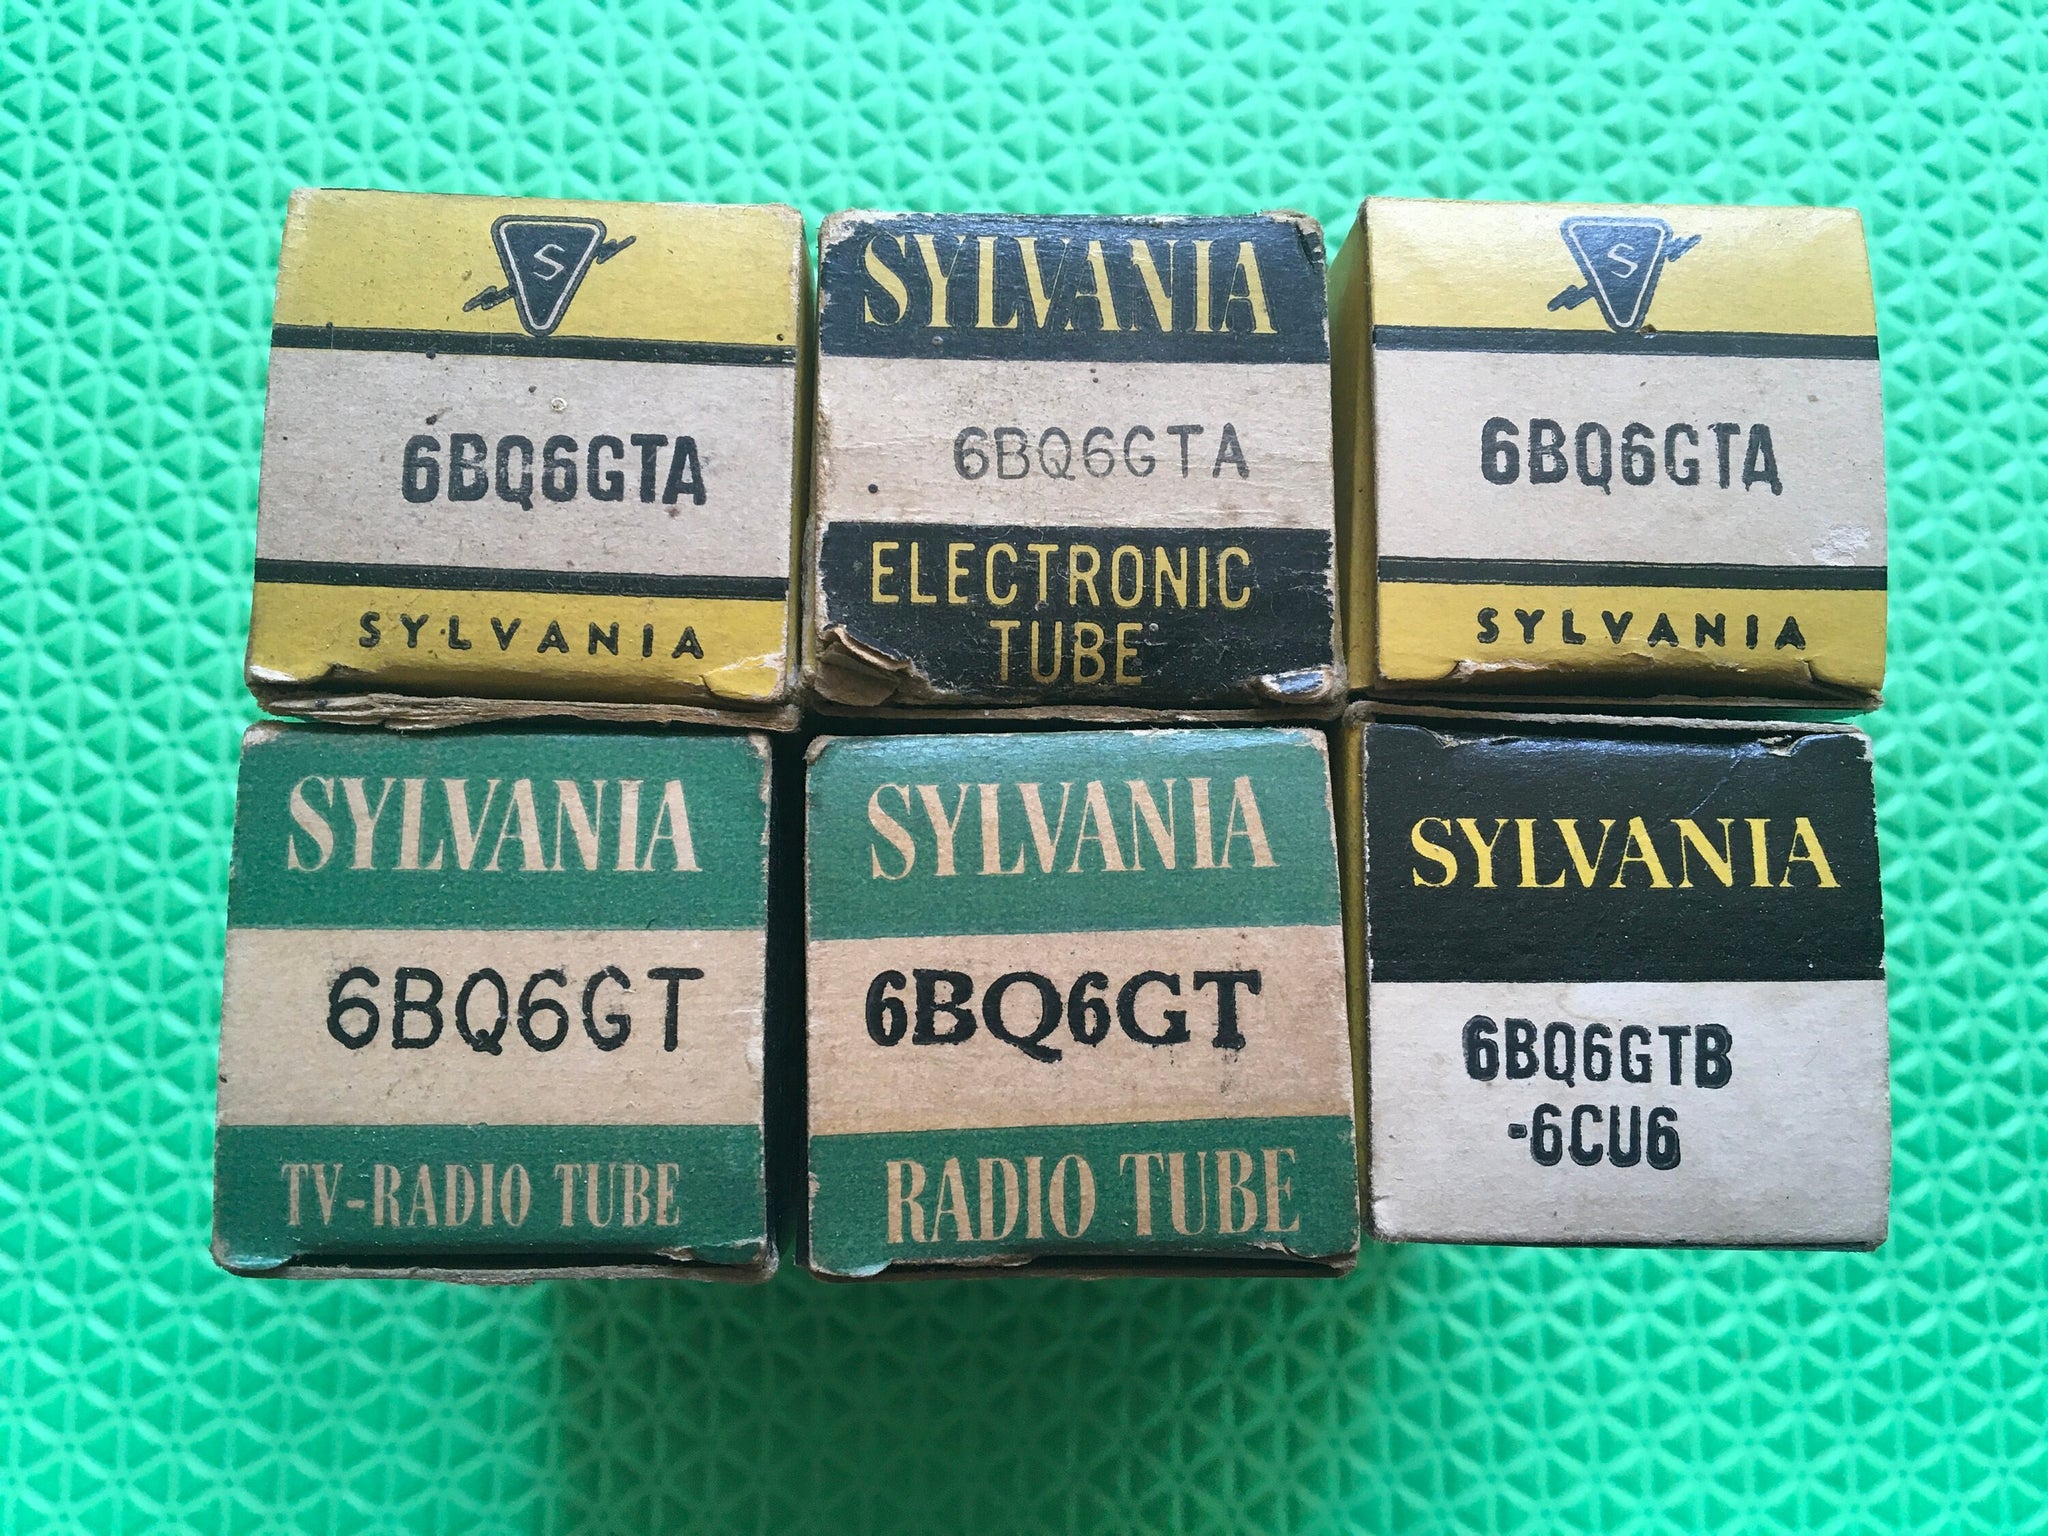 S
6BQ6GTA
SYLVANIA
SYLVANIA
6BQ6GTA
ELECTRONIC
TUBE
S
6BQ6GTA
SYLVANIA
SYLVANIA
6BQ6GT
TV-RADIO TUBE
SYLVANIA
6BQ6GT
RADIO TUBE
SYLVANIA
6BQ6GTB
-6CU6